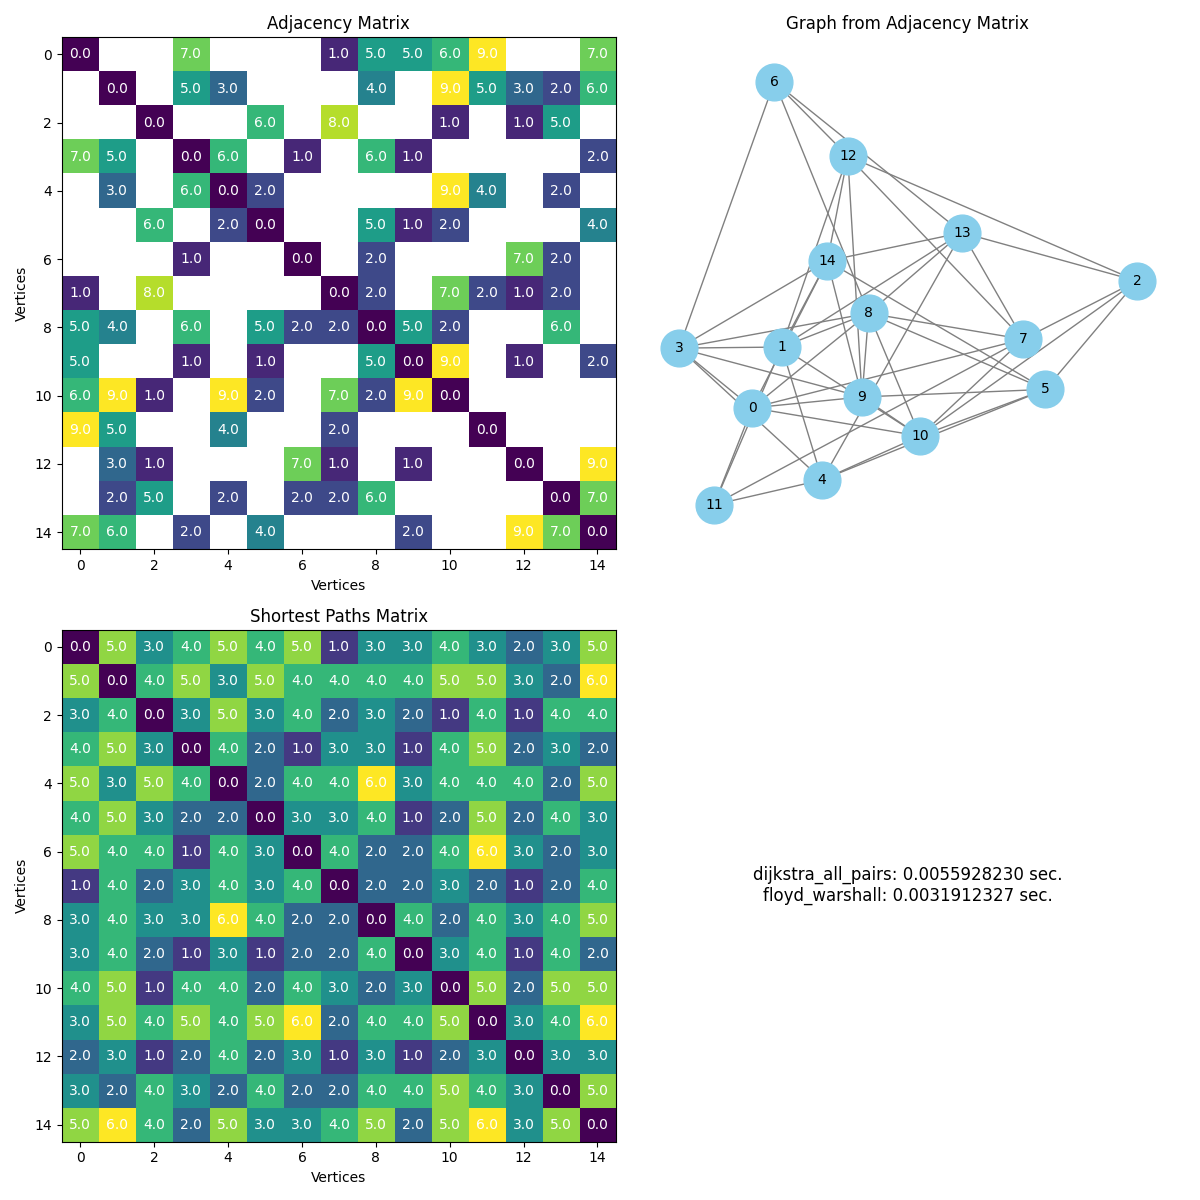 Adjacency Matrix
0 0.0 7.0 1.0 5.0 5.0 6.0 9.0 7.0
0.0 5.0 3.0 4.0 9.0 5.0 3.0 2.0 6.0
2 0.0 6.0 8.0 1.0 1.0 5.0
7.0 5.0 0.0 6.0 1.0 6.0 1.0 2.0
4 3.0 6.0 0.0 2.0 9.0 4.0 2.0
6.0 2.0 0.0 5.0 1.0 2.0 4.0
6 1.0 0.0 2.0 7.0 2.0
1.0 8.0 0.0 2.0 7.0 2.0 1.0 2.0
8 5.0 4.0 6.0 5.0 2.0 2.0 0.0 5.0 2.0 6.0
5.0 1.0 1.0 5.0 0.0 9.0 1.0 2.0
10 6.0 9.0 1.0 9.0 2.0 7.0 2.0 9.0 0.0
9.0 5.0 4.0 2.0 0.0
12 3.0 1.0 7.0 1.0 1.0 0.0 9.0
2.0 5.0 2.0 2.0 2.0 6.0 0.0 7.0
14 7.0 6.0 2.0 4.0 2.0 9.0 7.0 0.0
0 2 4 6 8 10 12 14
Vertices
Vertices
Graph from Adjacency Matrix
6
12
13
14
2
8
7
3
1
5
9
0
10
4
11
Shortest Paths Matrix
0 0.0 5.0 3.0 4.0 5.0 4.0 5.0 1.0 3.0 3.0 4.0 3.0 2.0 3.0 5.0
5.0 0.0 4.0 5.0 3.0 5.0 4.0 4.0 4.0 4.0 5.0 5.0 3.0 2.0 6.0
2 3.0 4.0 0.0 3.0 5.0 3.0 4.0 2.0 3.0 2.0 1.0 4.0 1.0 4.0 4.0
4.0 5.0 3.0 0.0 4.0 2.0 1.0 3.0 3.0 1.0 4.0 5.0 2.0 3.0 2.0
4 5.0 3.0 5.0 4.0 0.0 2.0 4.0 4.0 6.0 3.0 4.0 4.0 4.0 2.0 5.0
4.0 5.0 3.0 2.0 2.0 0.0 3.0 3.0 4.0 1.0 2.0 5.0 2.0 4.0 3.0
6 5.0 4.0 4.0 1.0 4.0 3.0 0.0 4.0 2.0 2.0 4.0 6.0 3.0 2.0 3.0
1.0 4.0 2.0 3.0 4.0 3.0 4.0 0.0 2.0 2.0 3.0 2.0 1.0 2.0 4.0
8 3.0 4.0 3.0 3.0 6.0 4.0 2.0 2.0 0.0 4.0 2.0 4.0 3.0 4.0 5.0
3.0 4.0 2.0 1.0 3.0 1.0 2.0 2.0 4.0 0.0 3.0 4.0 1.0 4.0 2.0
10 4.0 5.0 1.0 4.0 4.0 2.0 4.0 3.0 2.0 3.0 0.0 5.0 2.0 5.0 5.0
3.0 5.0 4.0 5.0 4.0 5.0 6.0 2.0 4.0 4.0 5.0 0.0 3.0 4.0 6.0
12 2.0 3.0 1.0 2.0 4.0 2.0 3.0 1.0 3.0 1.0 2.0 3.0 0.0 3.0 3.0
3.0 2.0 4.0 3.0 2.0 4.0 2.0 2.0 4.0 4.0 5.0 4.0 3.0 0.0 5.0
14 5.0 6.0 4.0 2.0 5.0 3.0 3.0 4.0 5.0 2.0 5.0 6.0 3.0 5.0 0.0
0 2 4 6 8 10 12 14
Vertices
Vertices
dijkstra_all_pairs: 0.0055928230 sec.
floyd_warshall: 0.0031912327 sec.